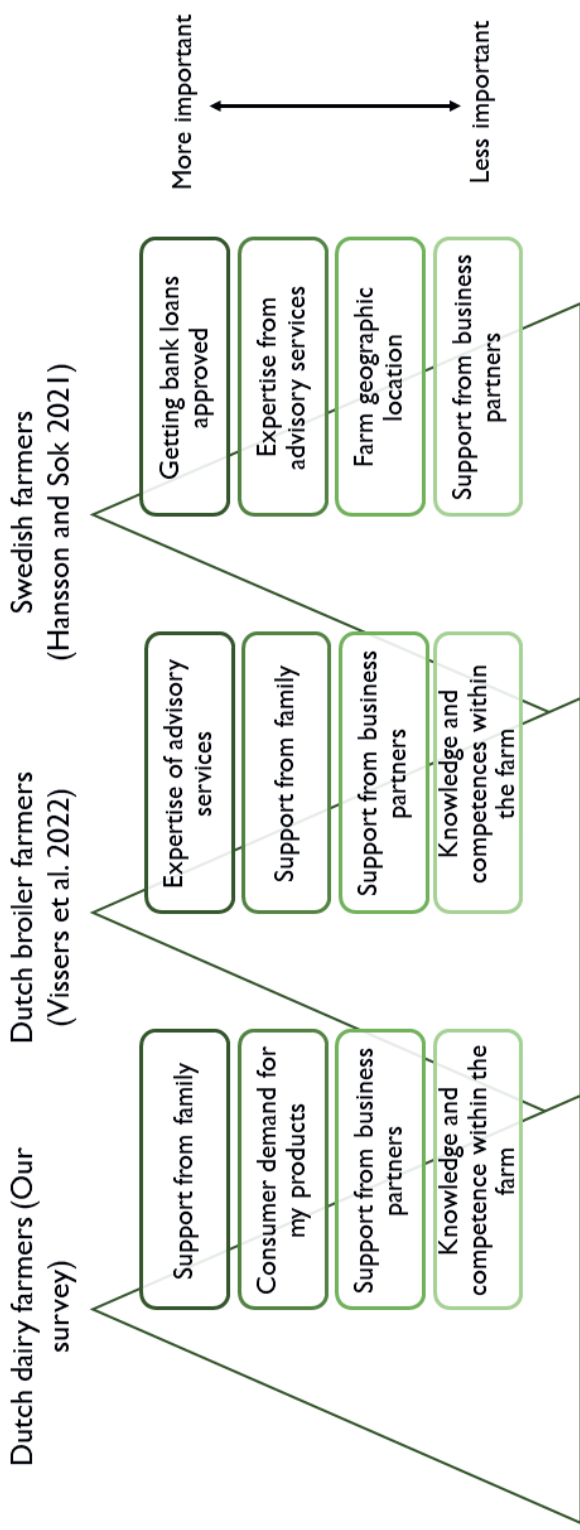 Dutch dairy farmers (Our
survey)
Support from family
Consumer demand for
my products
Support from business
partners
Knowledge and
competence within the
farm
Dutch broiler farmers
(Vissers et al. 2022)
Expertise of advisory
services
Support from family
Support from business
partners
Knowledge and
competences within
the farm
Swedish farmers
(Hansson and Sok 2021)
Getting bank loans
approved
Expertise from
advisory services
Farm geographic
location
Support from business
partners
More important
Less important